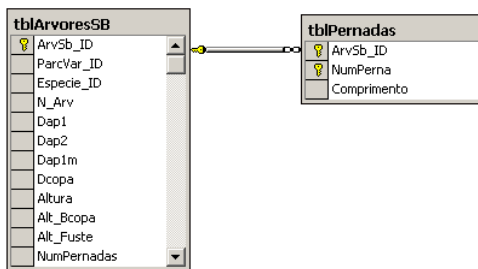 tblArvoresSB
ArvSb_ID
ParcVar_ID
Especie_ID
N_Arv
Dap1
Dap2
Dap1m
Dcopa
Altura
Alt_Bcopa
Alt_Fuste
NumPernadas
tblPernadas
ArvSb_ID
NumPerna
Comprimento